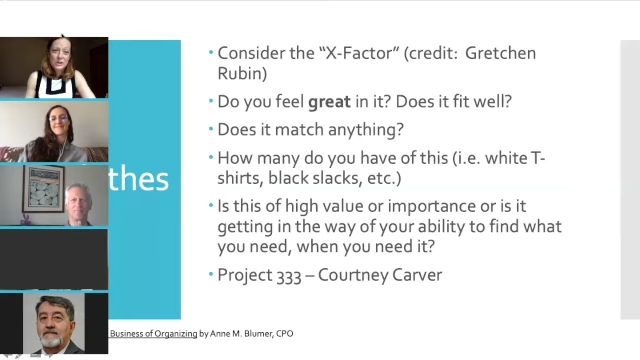 • Consider the “X-Factor” (credit: Gretchen
Rubin)
• Do you feel great in it? Does it fit well?
• Does it match anything?
• How many do you have of this (i.e. white T-
shirts, black slacks, etc.)
• Is this of high value or importance or is it
getting in the way of your ability to find what
you need, when you need it?
• Project 333 – Courtney Carver
thes
Business of Organizing by Anne M. Blumer, CPO